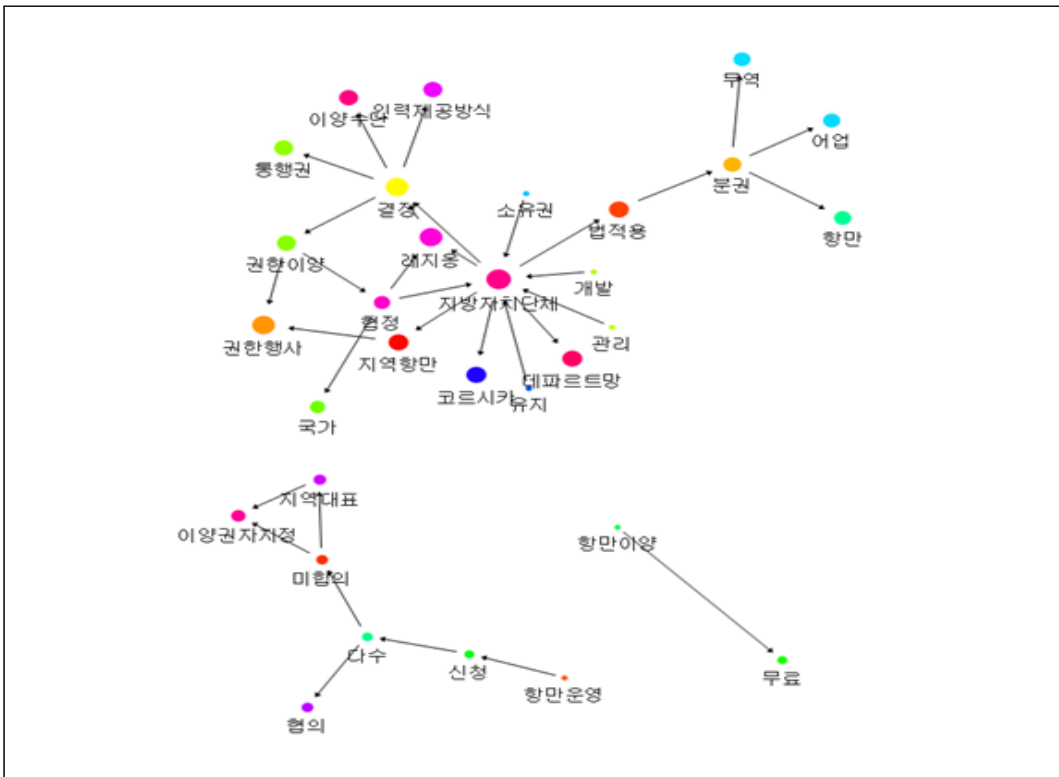 무역
이양수단
인력제공방식
어업
통행권
분권
결정
소유권
법적용
항만
권한이양
레지옹
개발
지방자치단체
협정
권한행사
지역항만
관리
데파르트망
코르시카
유지
국가
지역대표
이양권자지정
항만이양
미합의
다수
신청
무료
항만운영
협의